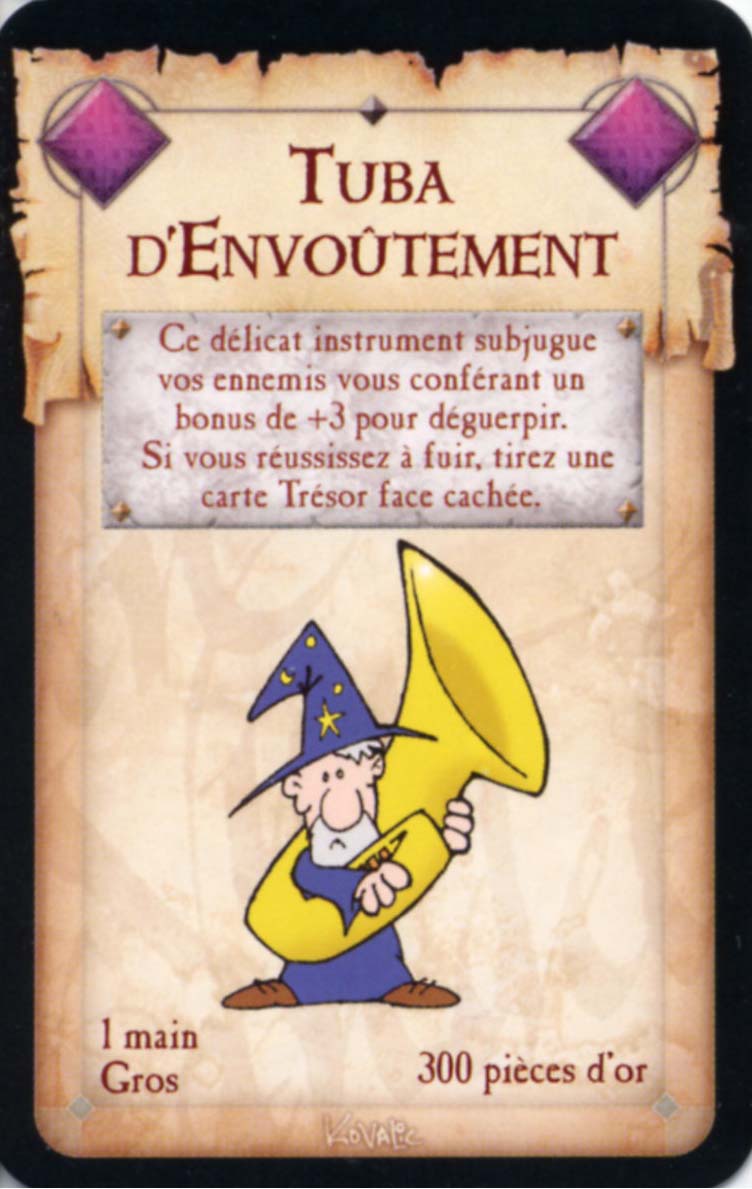 TUBA
D'ENVOÛTEMENT
Ce délicat instrument subjugue
vos ennemis vous conférant un
bonus de +3 pour déguerpir.
Si vous réussissez à fuir, tirez une
carte Trésor face cachée.
1 main
Gros
300 pièces d'or
KOVALIC